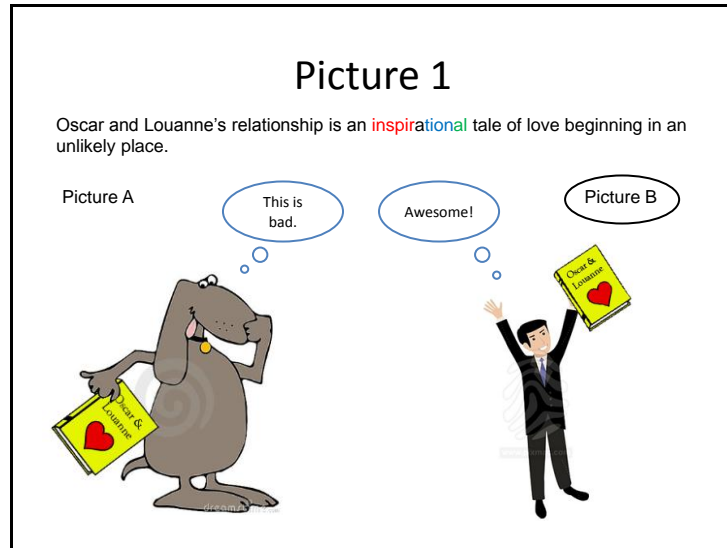 Picture 1
Oscar and Louanne's relationship is an inspirational tale of love beginning in an
unlikely place.
Picture A
This is
bad.
Awesome!
Picture B
Oscar &
Louanne
Oscar &
Louanne